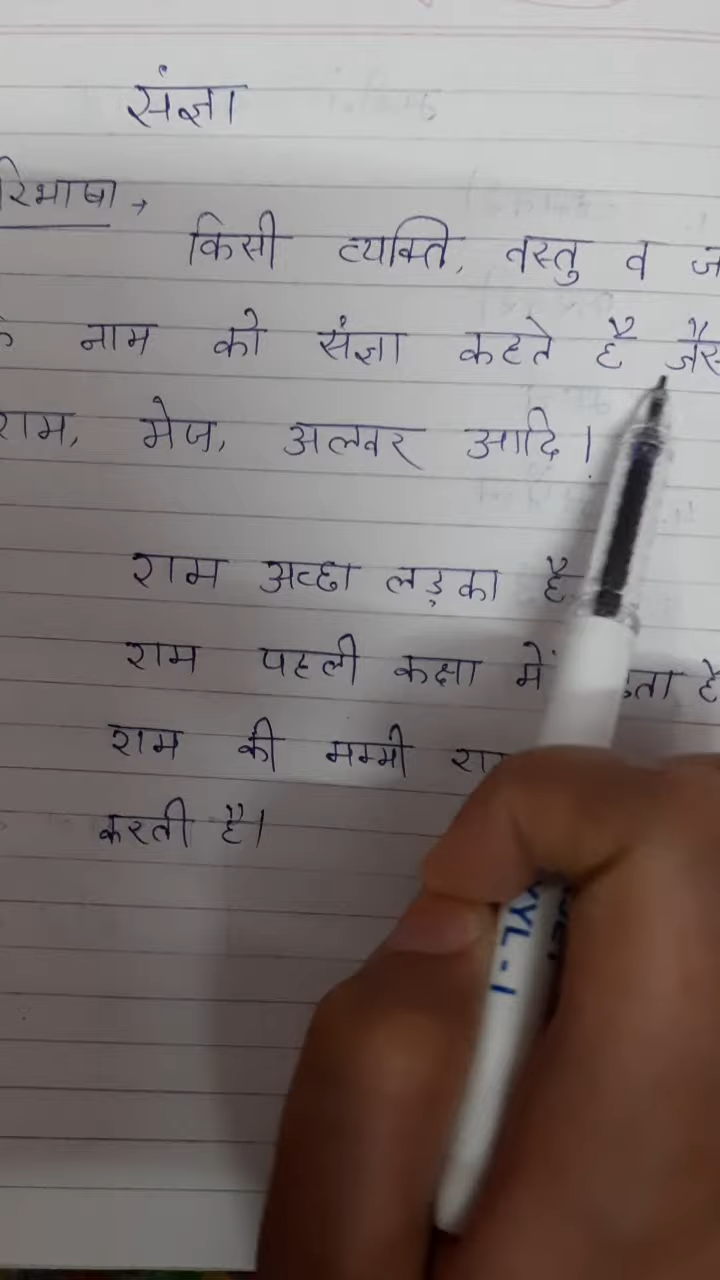 संज्ञा
रिभाषा →
किसी व्यक्ति, वस्तु व
नाम को संज्ञा कहते है जैस
राम, मेज, अलवर आदि।
राम अच्छा लड़का है
राम पहली कक्षा में
राम की मम्मी
करती है।